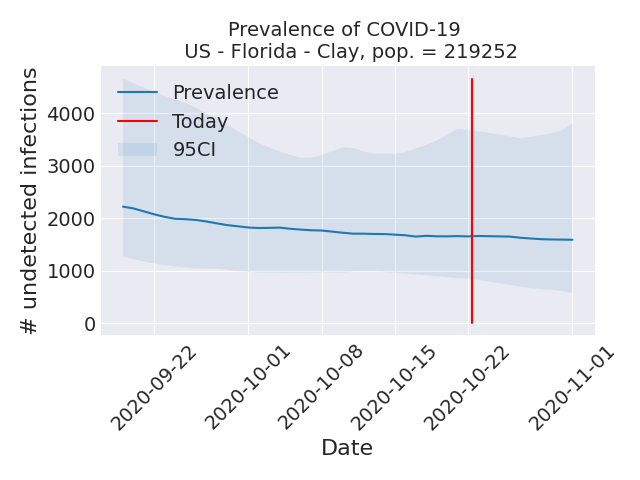 Prevalence of COVID-19
US - Florida - Clay, pop. = 219252
# undetected infections
4000
3000
2000
1000
0
Prevalence
Today
95CI
2020-09-22
2020-10-01
2020-10-08
2020-10-15
2020-10-22
2020-11-01
Date